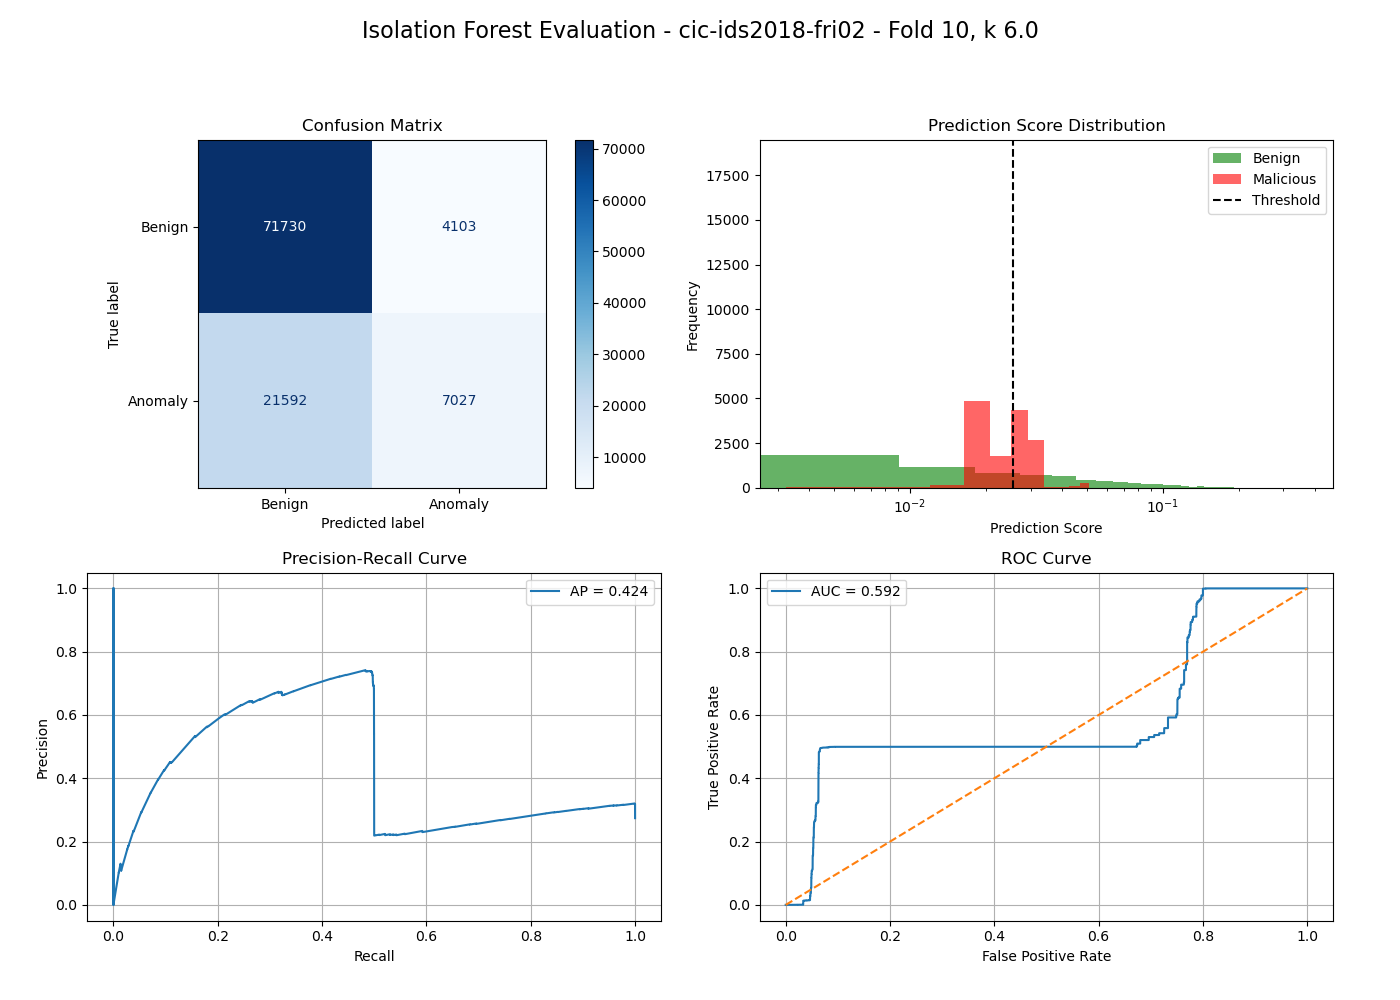 Isolation Forest Evaluation - cic-ids2018-fri02 - Fold 10, k 6.0
Confusion Matrix
True label
Benign
Anomaly
71730
4103
21592
7027
Benign
Anomaly
Predicted label
70000
60000
50000
40000
30000
20000
10000
Prediction Score Distribution
Frequency
17500
15000
12500
10000
7500
5000
2500
0
Benign
Malicious
Threshold
10⁻²
10⁻¹
Prediction Score
Precision-Recall Curve
Precision
1.0
0.8
0.6
0.4
0.2
0.0
AP = 0.424
0.0
0.2
0.4
0.6
0.8
1.0
Recall
ROC Curve
True Positive Rate
1.0
0.8
0.6
0.4
0.2
0.0
AUC = 0.592
0.0
0.2
0.4
0.6
0.8
1.0
False Positive Rate